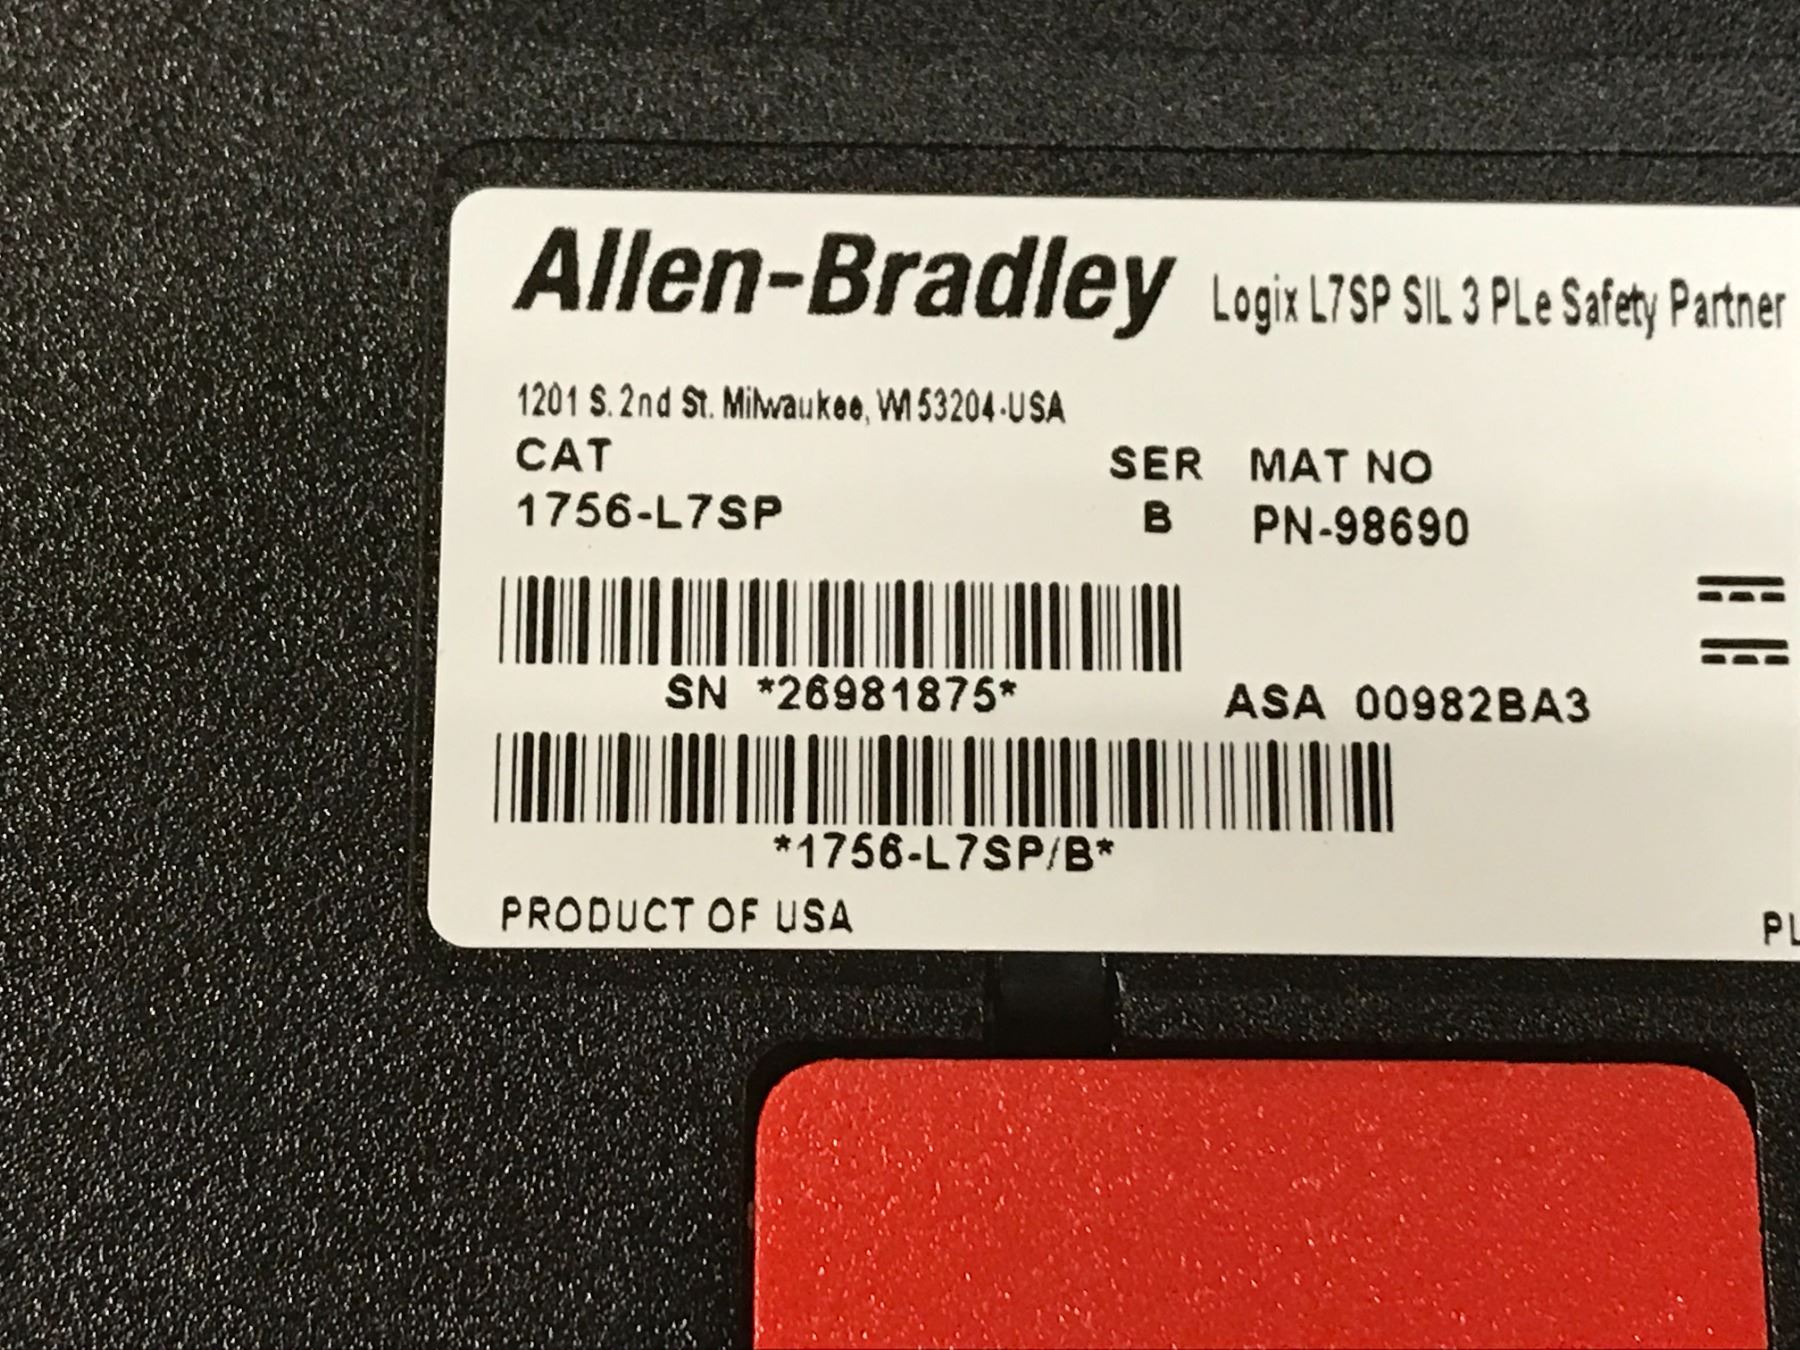 Allen-Bradley Logix L7SP SIL 3 PLe Safety Partner
1201 S. 2nd St. Milwaukee, WI 53204-USA
CAT SER MAT NO
1756-L7SP B PN-98690
SN *26981875* ASA 00982BA3
*1756-L7SP/B*
PRODUCT OF USA PL